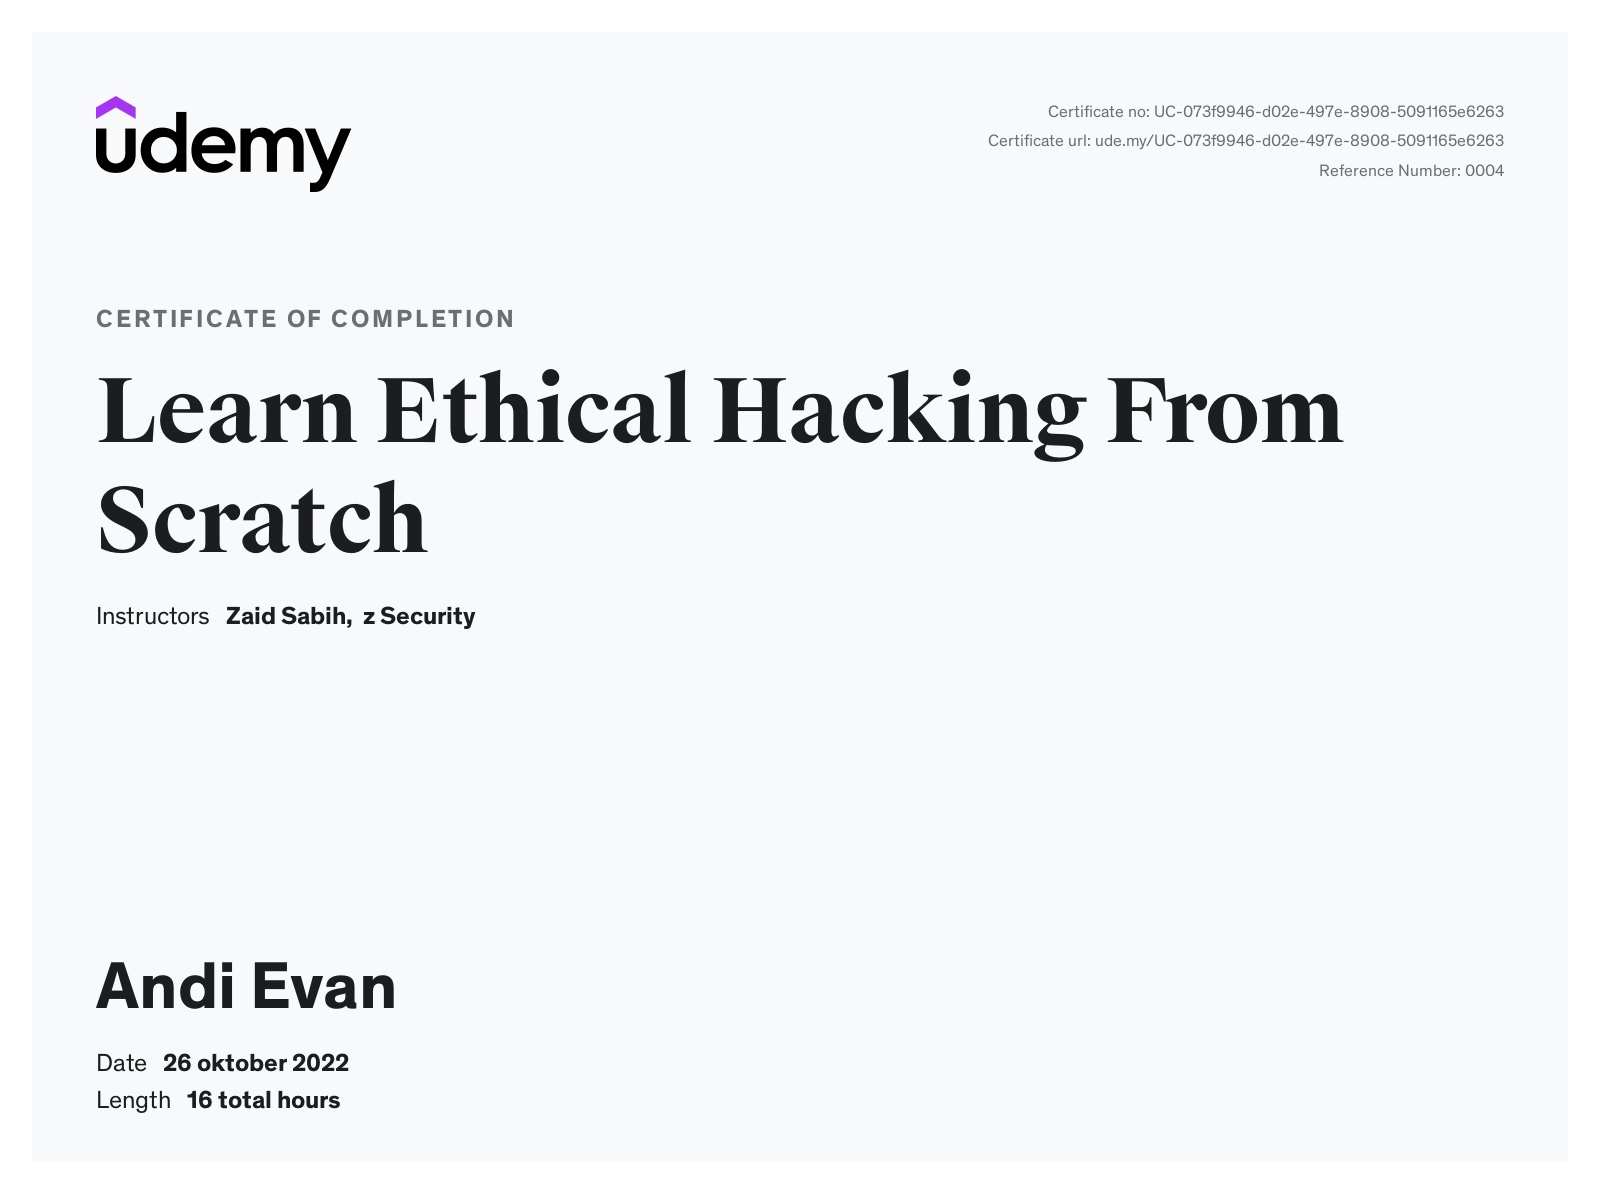 udemy
Certificate no: UC-073f9946-d02e-497e-8908-5091165e6263
Certificate url: ude.my/UC-073f9946-d02e-497e-8908-5091165e6263
Reference Number: 0004
CERTIFICATE OF COMPLETION
Learn Ethical Hacking From
Scratch
Instructors Zaid Sabih, z Security
Andi Evan
Date 26 oktober 2022
Length 16 total hours